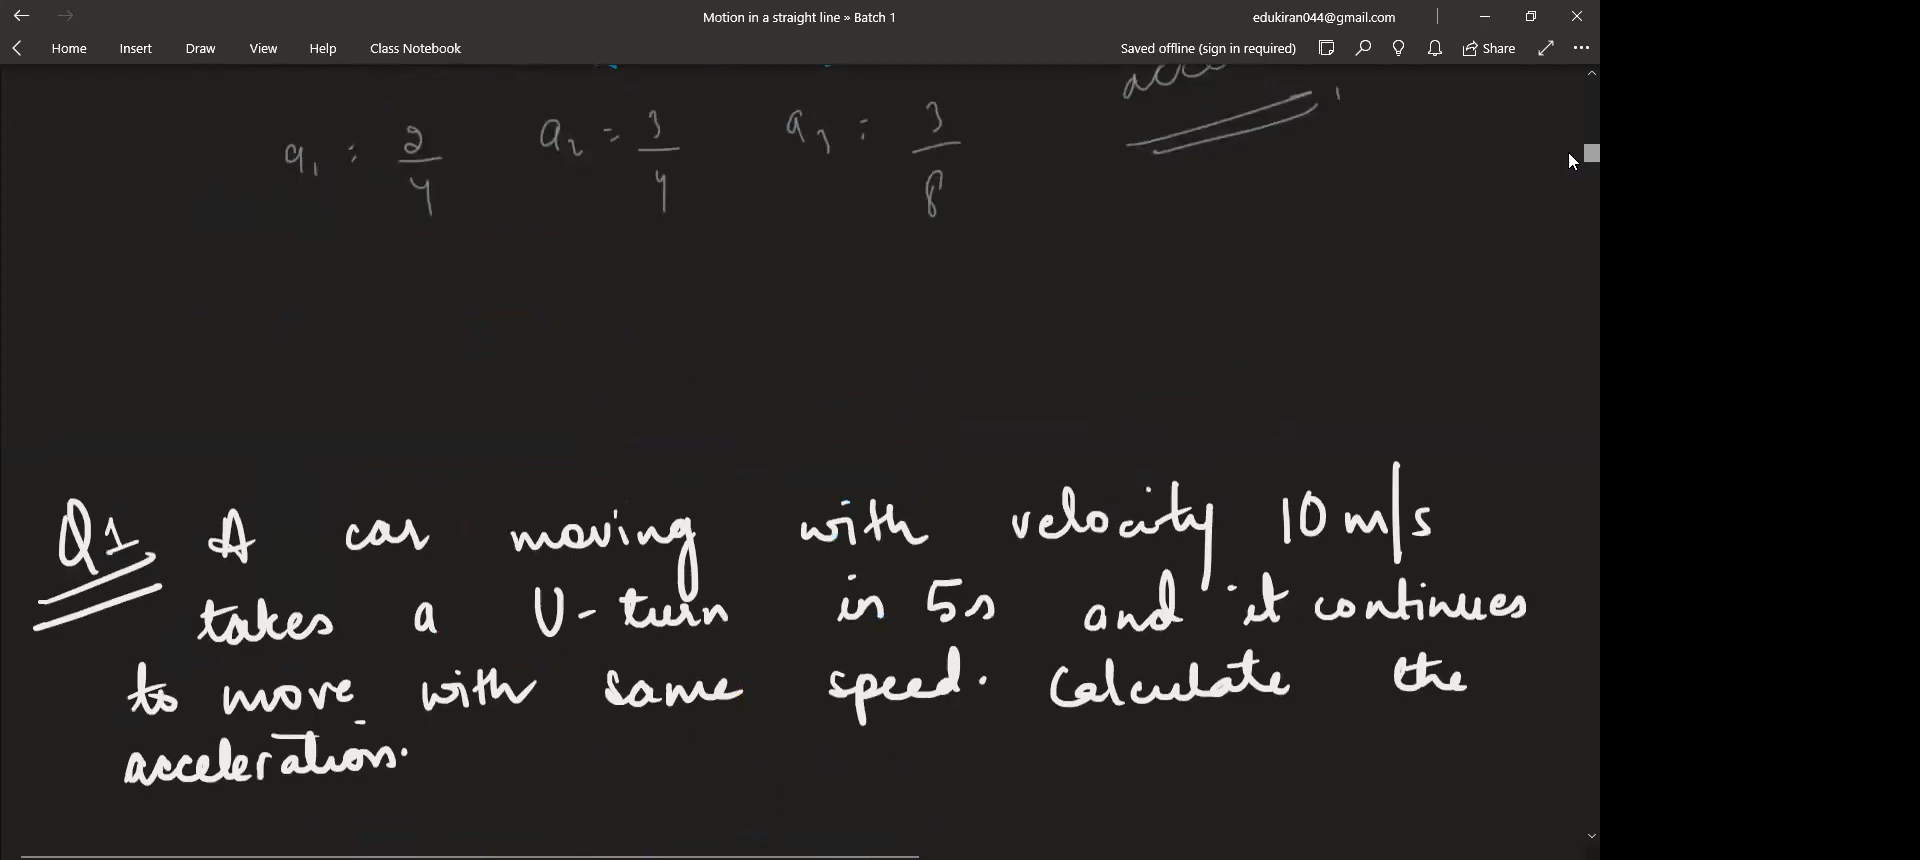 Motion in a straight line » Batch 1
edukiran044@gmail.com
Home Insert Draw View Help Class Notebook
Saved offline (sign in required) Share
a₁ : 2/4 a₂ = 3/4 a₃ : 3/8
Q1 A car moving with velocity 10 m/s
takes a U-turn in 5s and it continues
to move with same speed. Calculate the
acceleration.